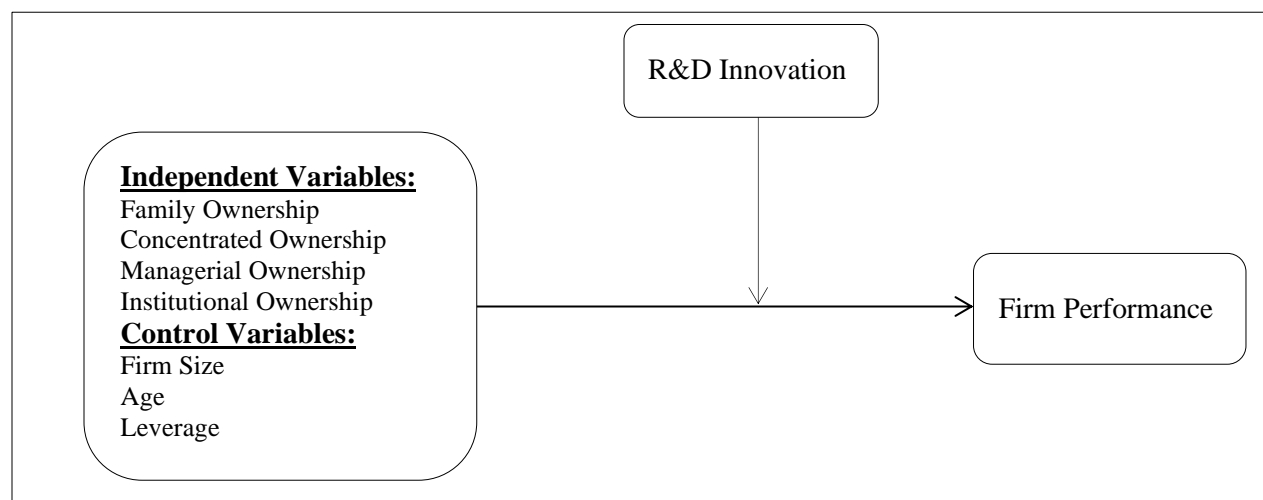 R&D Innovation
Independent Variables:
Family Ownership
Concentrated Ownership
Managerial Ownership
Institutional Ownership
Control Variables:
Firm Size
Age
Leverage
Firm Performance